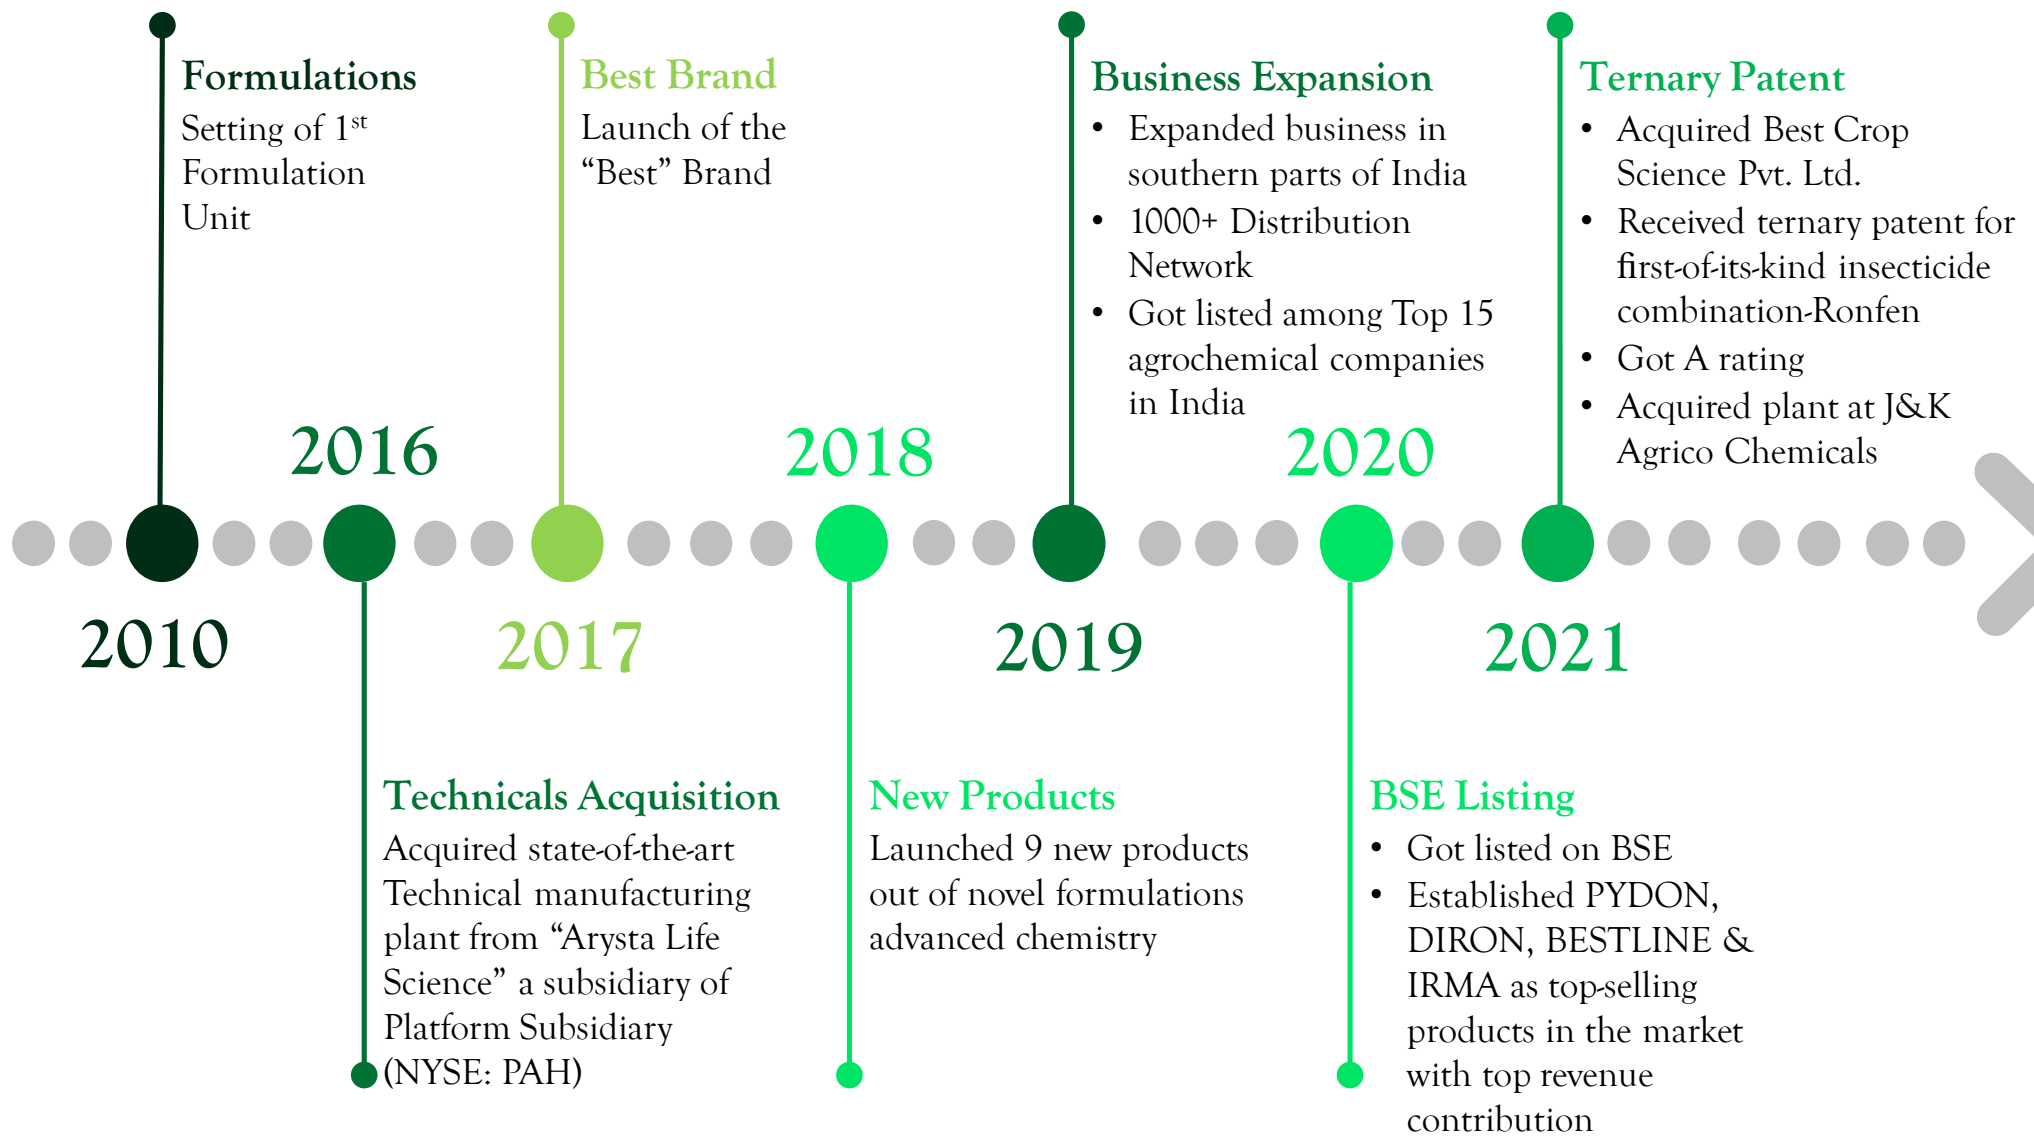 Formulations
Setting of 1st
Formulation
Unit
2010
2016
Technicals Acquisition
Acquired state-of-the-art
Technical manufacturing
plant from “Arysta Life
Science” a subsidiary of
Platform Subsidiary
(NYSE: PAH)
Best Brand
Launch of the
“Best” Brand
2017
2018
New Products
Launched 9 new products
out of novel formulations
advanced chemistry
Business Expansion
• Expanded business in
southern parts of India
• 1000+ Distribution
Network
• Got listed among Top 15
agrochemical companies
in India
2019
2020
BSE Listing
• Got listed on BSE
• Established PYDON,
DIRON, BESTLINE &
IRMA as top-selling
products in the market
with top revenue
contribution
Ternary Patent
• Acquired Best Crop
Science Pvt. Ltd.
• Received ternary patent for
first-of-its-kind insecticide
combination-Ronfen
• Got A rating
• Acquired plant at J&K
Agrico Chemicals
2021